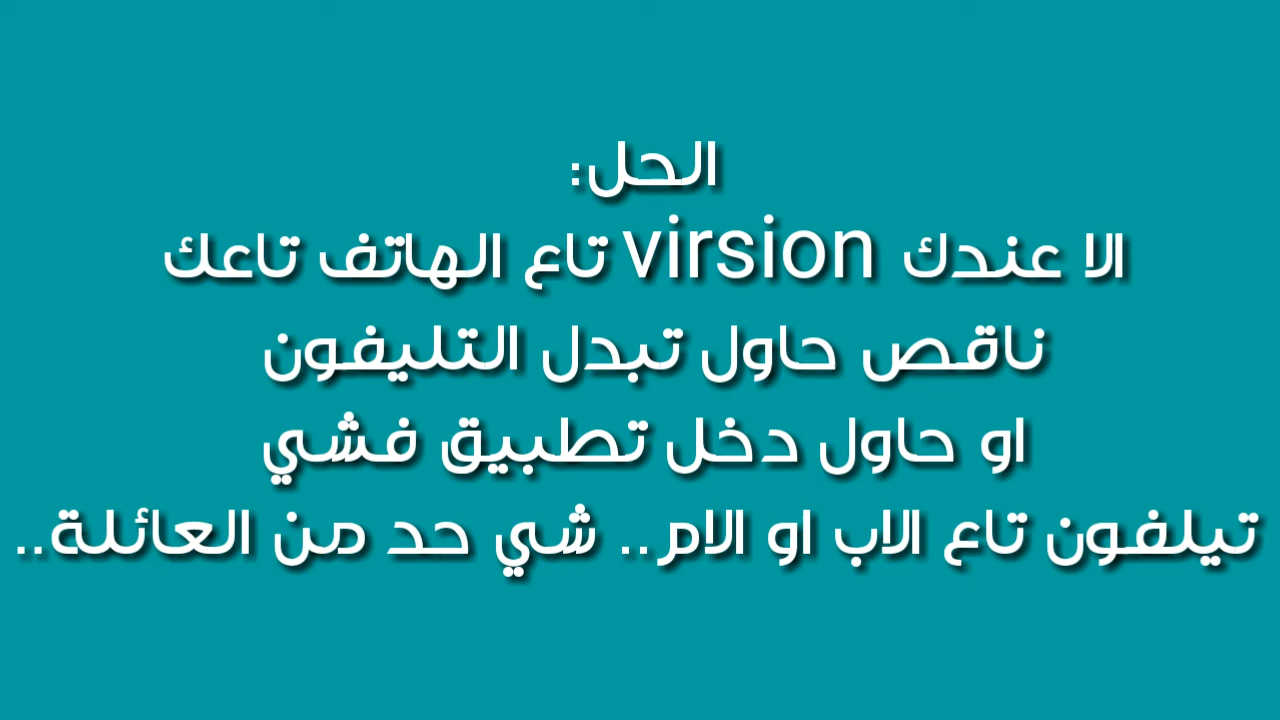 الحل:
الا عندك virsion تاع الهاتف تاعك
ناقص حاول تبدل التليفون
او حاول دخل تطبيق فشي
تيلفون تاع الاب او الام.. شي حد من العائلة..